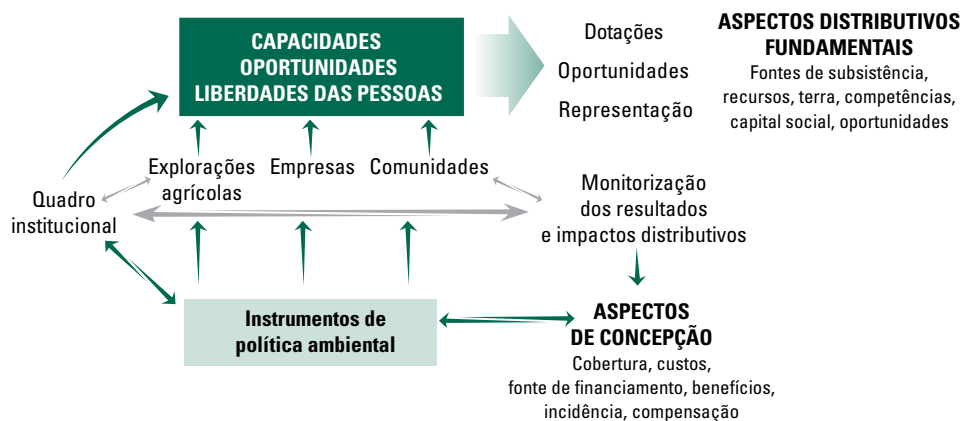 CAPACIDADES
OPORTUNIDADES
LIBERDADES DAS PESSOAS
Dotações
Oportunidades
Representação
ASPECTOS DISTRIBUTIVOS
FUNDAMENTAIS
Fontes de subsistência,
recursos, terra, competências,
capital social, oportunidades
Quadro
institucional
Explorações
agrícolas
Empresas
Comunidades
Monitorização
dos resultados
e impactos distributivos
Instrumentos de
política ambiental
ASPECTOS
DE CONCEPÇÃO
Cobertura, custos,
fonte de financiamento, benefícios,
incidência, compensação